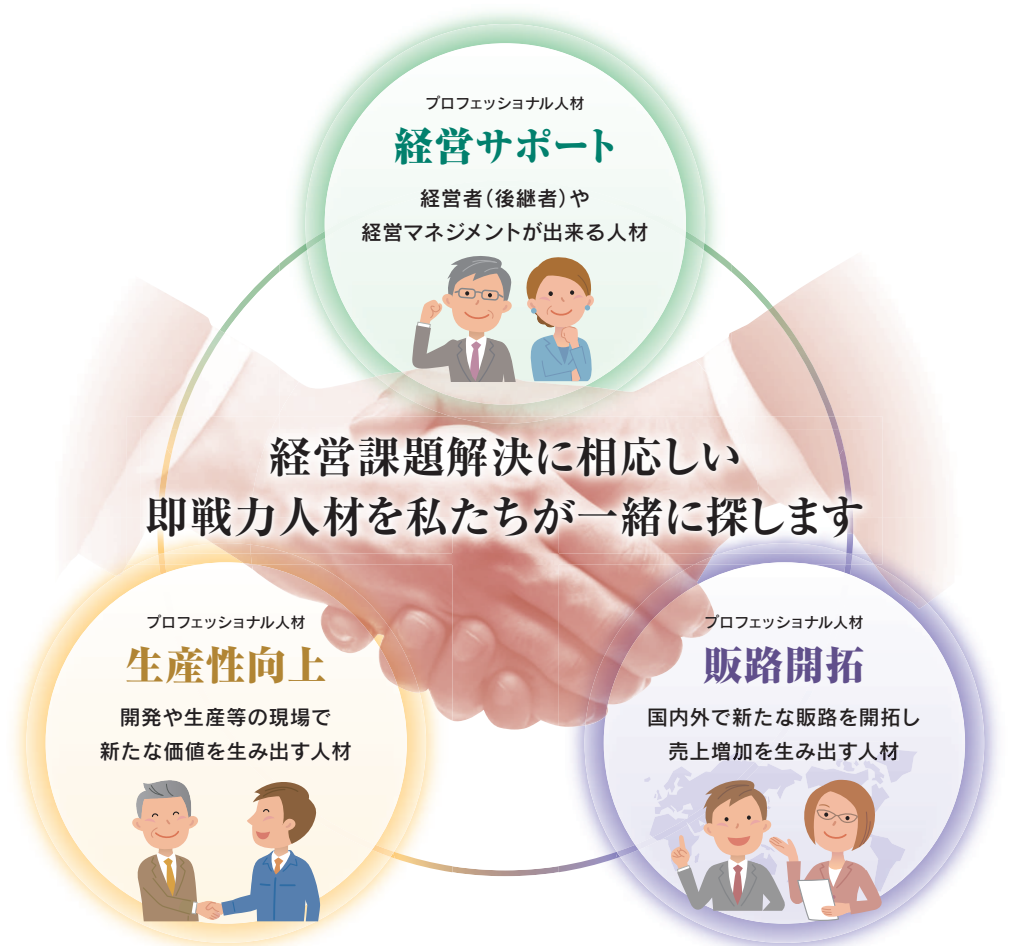 プロフェッショナル人材
経営サポート
経営者（後継者）や
経営マネジメントが出来る人材
経営課題解決に相応しい
即戦力人材を私たちが一緒に探します
プロフェッショナル人材
生産性向上
開発や生産等の現場で
新たな価値を生み出す人材
プロフェッショナル人材
販路開拓
国内外で新たな販路を開拓し
売上増加を生み出す人材